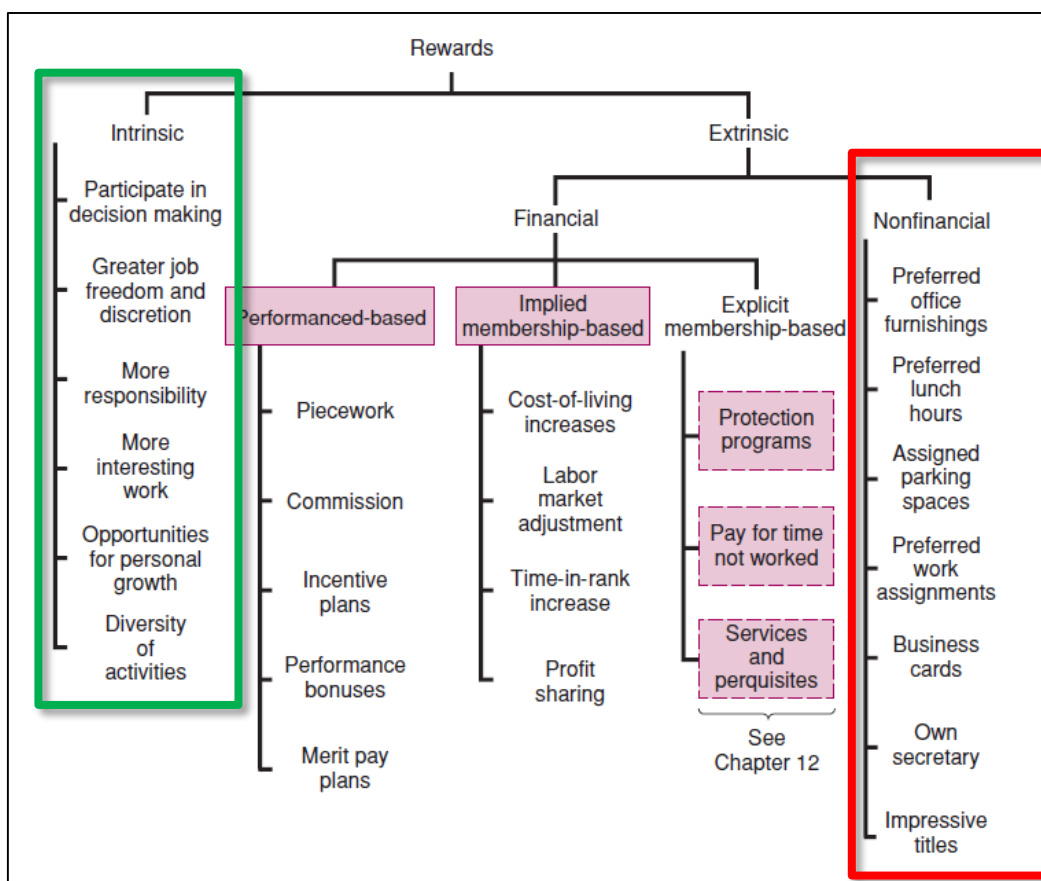 Rewards
Intrinsic
Participate in
decision making
Greater job
freedom and
discretion
More
responsibility
More
interesting
work
Opportunities
for personal
growth
Diversity
of
activities
Extrinsic
Financial
Performanced-based
Piecework
Commission
Incentive
plans
Performance
bonuses
Merit pay
plans
Implied
membership-based
Cost-of-living
increases
Labor
market
adjustment
Time-in-rank
increase
Profit
sharing
Explicit
membership-based
Protection
programs
Pay for time
not worked
Services
and
perquisites
See
Chapter 12
Nonfinancial
Preferred
office
furnishings
Preferred
lunch
hours
Assigned
parking
spaces
Preferred
work
assignments
Business
cards
Own
secretary
Impressive
titles